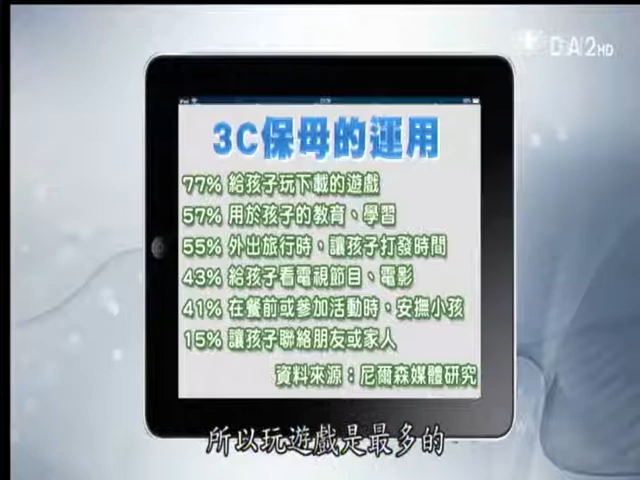 DA2HD
3C保母的運用
77% 給孩子玩下載的遊戲
57% 用於孩子的教育、學習
55% 外出旅行時，讓孩子打發時間
43% 給孩子看電視節目、電影
41% 在餐前或參加活動時，安撫小孩
15% 讓孩子聯絡朋友或家人
資料來源：尼爾森媒體研究
所以玩遊戲是最多的